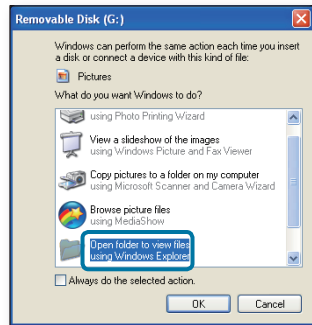 Removable Disk (G:)
Windows can perform the same action each time you insert
a disk or connect a device with this kind of file:
Pictures
What do you want Windows to do?
using Photo Printing Wizard
View a slideshow of the images
using Windows Picture and Fax Viewer
Copy pictures to a folder on my computer
using Microsoft Scanner and Camera Wizard
Browse picture files
using MediaShow
Open folder to view files
using Windows Explorer
Always do the selected action.
OK
Cancel